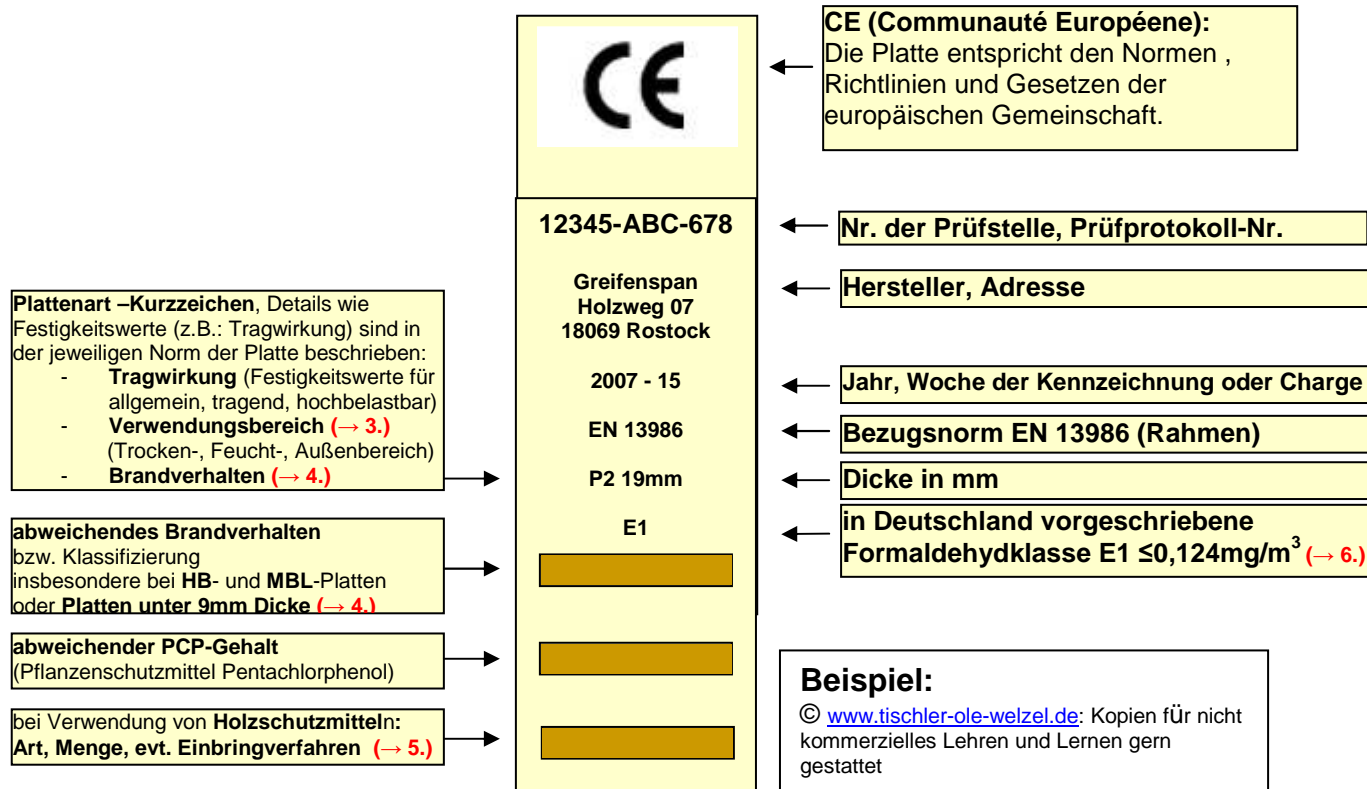 CE
CE (Communauté Européene):
Die Platte entspricht den Normen ,
Richtlinien und Gesetzen der
europäischen Gemeinschaft.
12345-ABC-678
Nr. der Prüfstelle, Prüfprotokoll-Nr.
Greifenspan
Holzweg 07
18069 Rostock
Hersteller, Adresse
2007 - 15
Jahr, Woche der Kennzeichnung oder Charge
EN 13986
Bezugsnorm EN 13986 (Rahmen)
P2 19mm
Dicke in mm
E1
in Deutschland vorgeschriebene
Formaldehydklasse E1 ≤0,124mg/m³ (→ 6.)
Plattenart –Kurzzeichen, Details wie
Festigkeitswerte (z.B.: Tragwirkung) sind in
der jeweiligen Norm der Platte beschrieben:
- Tragwirkung (Festigkeitswerte für
allgemein, tragend, hochbelastbar)
- Verwendungsbereich (→ 3.)
(Trocken-, Feucht-, Außenbereich)
- Brandverhalten (→ 4.)
abweichendes Brandverhalten
bzw. Klassifizierung
insbesondere bei HB- und MBL-Platten
oder Platten unter 9mm Dicke (→ 4.)
abweichender PCP-Gehalt
(Pflanzenschutzmittel Pentachlorphenol)
bei Verwendung von Holzschutzmitteln:
Art, Menge, evt. Einbringverfahren (→ 5.)
Beispiel:
© www.tischler-ole-welzel.de: Kopien für nicht
kommerzielles Lehren und Lernen gern
gestattet